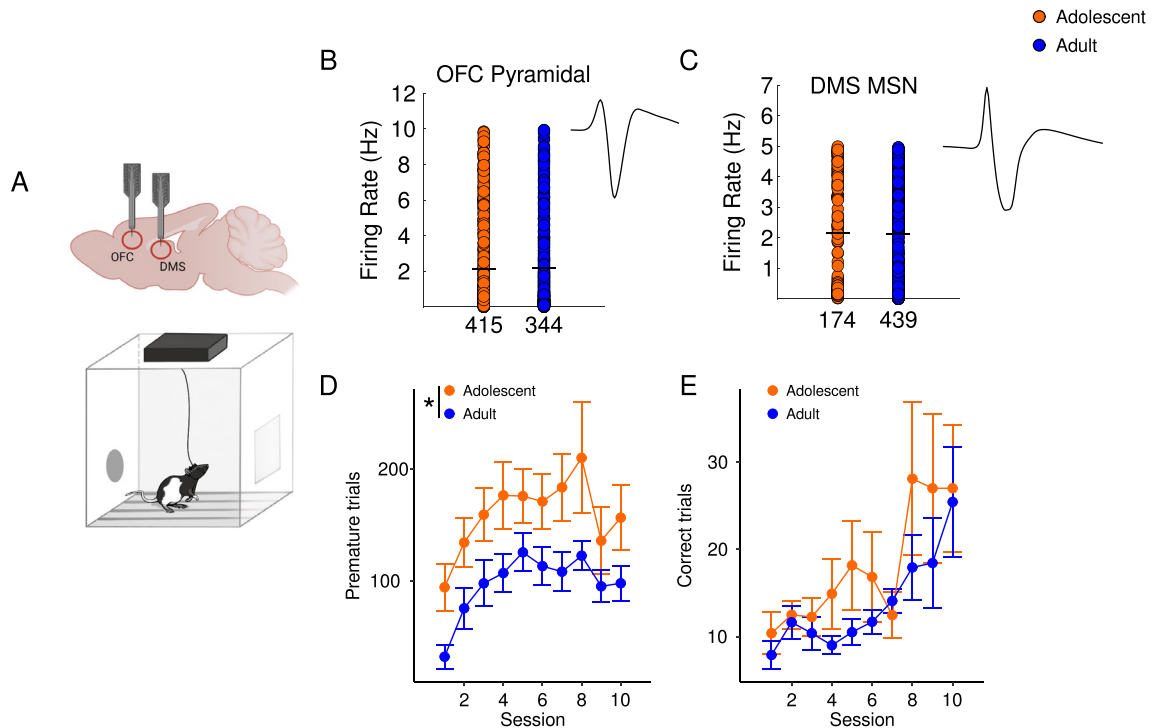 Adolescent
Adult
A
OFC
DMS
B
OFC Pyramidal
Firing Rate (Hz)
12
10
8
6
4
2
415 344
C
DMS MSN
Firing Rate (Hz)
7
6
5
4
3
2
1
174 439
D
*
Adolescent
Adult
Premature trials
200
100
2 4 6 8 10
Session
E
Adolescent
Adult
Correct trials
30
20
10
2 4 6 8 10
Session